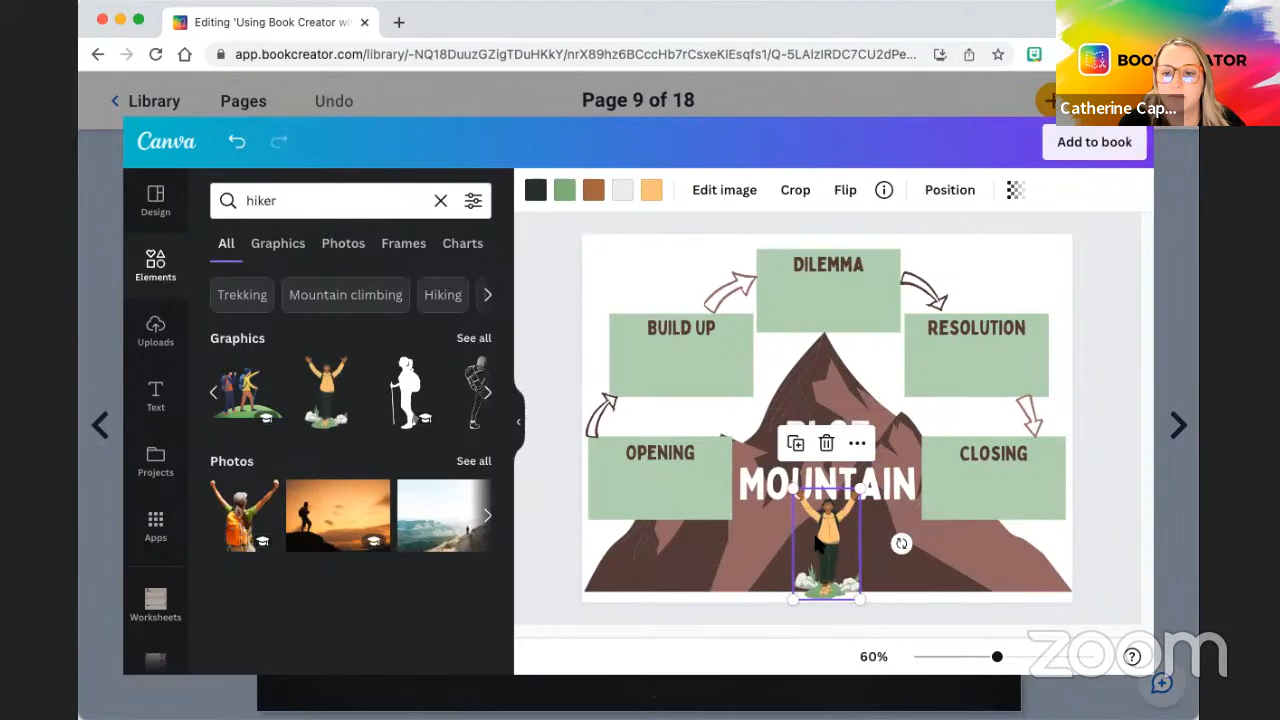 Editing 'Using Book Creator wi
app.bookcreator.com/library/-NQ18DuuzGZigTDuHKkY/nrX89hz6BCccHb7rCsxeKlEsqfs1/Q-5LAIzIRDC7CU2dPe...
BOOK CREATOR
Catherine Cap...
Library
Pages
Undo
Page 9 of 18
Canva
Add to book
hiker
Edit image
Crop
Flip
Position
Design
Elements
Uploads
Text
Projects
Apps
Worksheets
All
Graphics
Photos
Frames
Charts
Trekking
Mountain climbing
Hiking
Graphics
See all
Photos
See all
DILEMMA
BUILD UP
RESOLUTION
OPENING
CLOSING
MOUNTAIN
60%
zoom